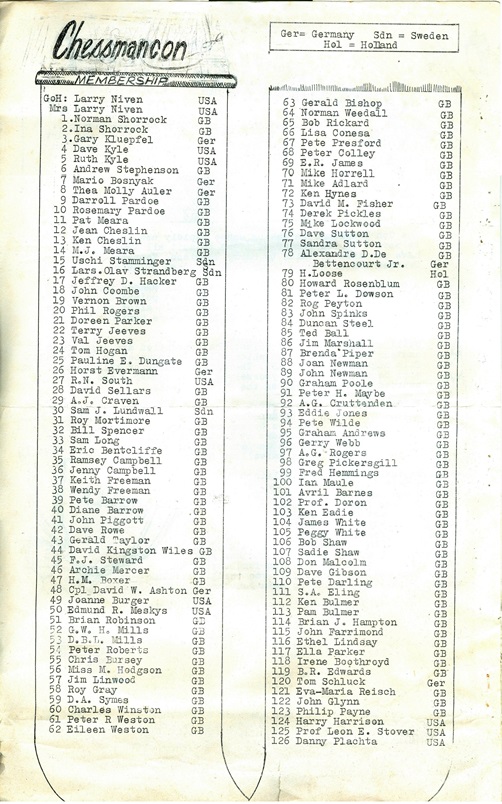 Chessmancon
MEMBERSHIP
Ger= Germany Sdn = Sweden
Hol = Holland
GoH: Larry Niven USA
Mrs Larry Niven USA
1.Norman Shorrock GB
2.Ina Shorrock GB
3.Gary Kluepfel Ger
4 Dave Kyle USA
5 Ruth Kyle USA
6 Andrew Stephenson GB
7 Mario Bosnyak Ger
8 Thea Molly Auler Ger
9 Darroll Pardoe GB
10 Rosemary Pardoe GB
11 Pat Meara GB
12 Jean Cheslin GB
13 Ken Cheslin GB
14 M.J. Meara GB
15 Uschi Stamminger Sdn
16 Lars.Olav Strandberg Sdn
17 Jeffrey D. Hacker GB
18 John Coombe GB
19 Vernon Brown GB
20 Phil Rogers GB
21 Doreen Parker GB
22 Terry Jeeves GB
23 Val Jeeves GB
24 Tom Hogan GB
25 Pauline E. Dungate GB
26 Horst Evermann Ger
27 R.N. South USA
28 David Sellars GB
29 A.J. Craven GB
30 Sam J. Lundwall Sdn
31 Roy Mortimore GB
32 Bill Spencer GB
33 Sam Long GB
34 Eric Bentcliffe GB
35 Ramsey Campbell GB
36 Jenny Campbell GB
37 Keith Freeman GB
38 Wendy Freeman GB
39 Pete Barrow GB
40 Diane Barrow GB
41 John Piggott GB
42 Dave Rowe GB
43 Gerald Taylor GB
44 David Kingston Wiles GB
45 F.J. Steward GB
46 Archie Mercer GB
47 H.M. Boxer GB
48 Cpl David W. Ashton Ger
49 Joanne Burger USA
50 Edmund R. Meskys USA
51 Brian Robinson GB
52 G.W. H. Mills GB
53 D.B.L. Mills GB
54 Peter Roberts GB
55 Chris Bursey GB
56 Miss M. Hodgson GB
57 Jim Linwood GB
58 Roy Gray GB
59 D.A. Symes GB
60 Charles Winston GB
61 Peter R Weston GB
62 Eileen Weston GB
63 Gerald Bishop GB
64 Norman Weedall GB
65 Bob Rickard GB
66 Lisa Conesa GB
67 Pete Presford GB
68 Peter Colley GB
69 E.R. James GB
70 Mike Horrell GB
71 Mike Adlard GB
72 Ken Hynes GB
73 David M. Fisher GB
74 Derek Pickles GB
75 Mike Lockwood GB
76 Dave Sutton GB
77 Sandra Sutton GB
78 Alexandre D.De
Bettencourt Jr. Ger
79 H.Loose Hol
80 Howard Rosenblum GB
81 Peter L. Dowson GB
82 Rog Peyton GB
83 John Spinks GB
84 Duncan Steel GB
85 Ted Ball GB
86 Jim Marshall GB
87 Brenda Piper GB
88 Joan Newman GB
89 John Newman GB
90 Graham Poole GB
91 Peter H. Maybe GB
92 A.G. Cruttenden GB
93 Eddie Jones GB
94 Pete Wilde GB
95 Graham Andrews GB
96 Gerry Webb GB
97 A.G. Rogers GB
98 Greg Pickersgill GB
99 Fred Hemmings GB
100 Ian Maule GB
101 Avril Barnes GB
102 Prof. Doron GB
103 Ken Eadie GB
104 James White GB
105 Peggy White GB
106 Bob Shaw GB
107 Sadie Shaw GB
108 Don Malcolm GB
109 Dave Gibson GB
110 Pete Darling GB
111 S.A. Eling GB
112 Ken Bulmer GB
113 Pam Bulmer GB
114 Brian J. Hampton GB
115 John Farrimond GB
116 Ethel Lindsay GB
117 Ella Parker GB
118 Irene Boothroyd GB
119 B.R. Edwards GB
120 Tom Schluck Ger
121 Eva-Maria Reisch GB
122 John Glynn GB
123 Philip Payne GB
124 Harry Harrison USA
125 Prof Leon E. Stover USA
126 Danny Plachta USA